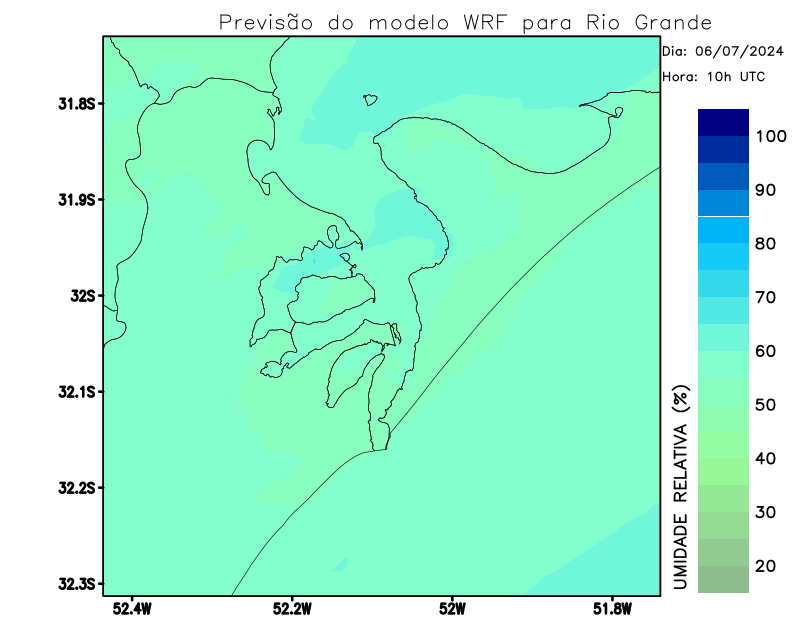 Previsão do modelo WRF para Rio Grande
Dia: 06/07/2024
Hora: 10h UTC
31.8S
31.9S
32S
32.1S
32.2S
32.3S
52.4W
52.2W
52W
51.8W
100
90
80
70
60
50
40
30
20
UMIDADE RELATIVA (%)